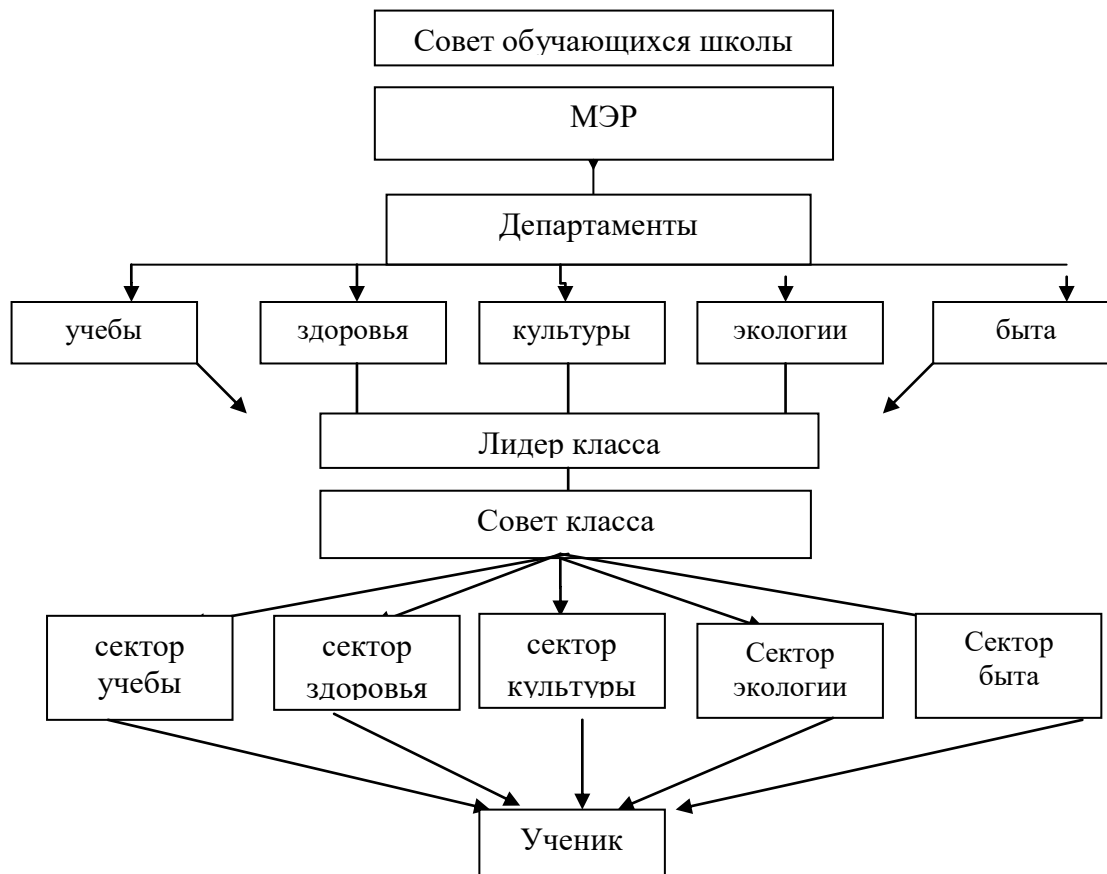 Совет обучающихся школы
МЭР
Департаменты
учебы
здоровья
культуры
экологии
быта
Лидер класса
Совет класса
сектор
учебы
сектор
здоровья
сектор
культуры
Сектор
экологии
Сектор
быта
Ученик